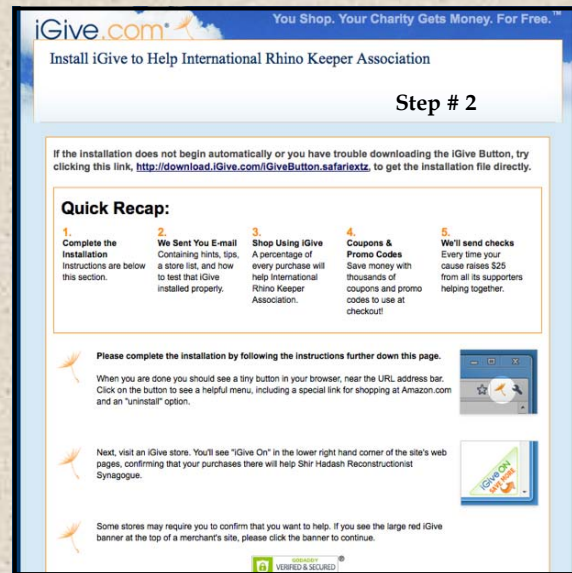 iGive.com®
You Shop. Your Charity Gets Money. For Free.™
Install iGive to Help International Rhino Keeper Association
Step # 2
If the installation does not begin automatically or you have trouble downloading the iGive Button, try
clicking this link, http://download.iGive.com/iGiveButton.safariextz, to get the installation file directly.
Quick Recap:
1.
Complete the
Installation
Instructions are below
this section.
2.
We Sent You E-mail
Containing hints, tips,
a store list, and how
to test that iGive
installed properly.
3.
Shop Using iGive
A percentage of
every purchase will
help International
Rhino Keeper
Association.
4.
Coupons &
Promo Codes
Save money with
thousands of
coupons and promo
codes to use at
checkout!
5.
We'll send checks
Every time your
cause raises $25
from all its supporters
helping together.
Please complete the installation by following the instructions further down this page.
When you are done you should see a tiny button in your browser, near the URL address bar.
Click on the button to see a helpful menu, including a special link for shopping at Amazon.com
and an "uninstall" option.
Next, visit an iGive store. You'll see "iGive On" in the lower right hand corner of the site's web
pages, confirming that your purchases there will help Shir Hadash Reconstructionist
Synagogue.
iGive ON
SAVE MORE
Some stores may require you to confirm that you want to help. If you see the large red iGive
banner at the top of a merchant's site, please click the banner to continue.
GODADDY
VERIFIED & SECURED